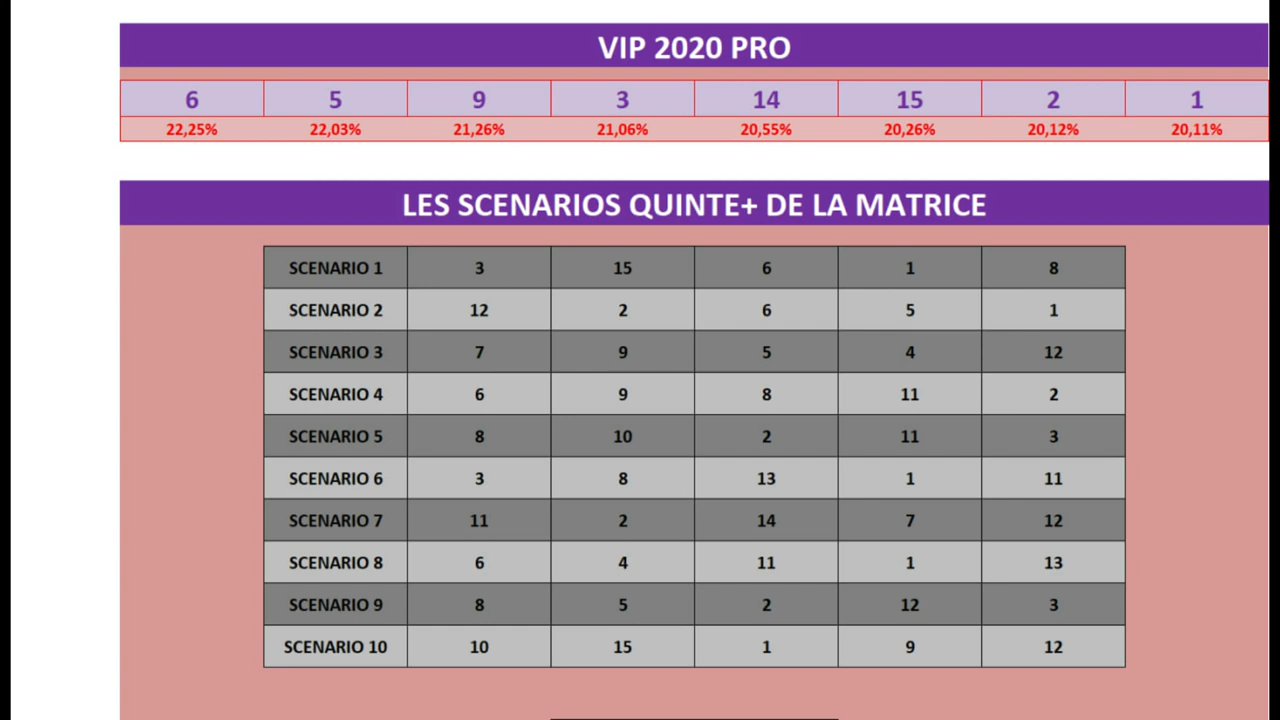 VIP 2020 PRO
6 5 9 3 14 15 2 1
22,25% 22,03% 21,26% 21,06% 20,55% 20,26% 20,12% 20,11%
LES SCENARIOS QUINTE+ DE LA MATRICE
SCENARIO 1 3 15 6 1 8
SCENARIO 2 12 2 6 5 1
SCENARIO 3 7 9 5 4 12
SCENARIO 4 6 9 8 11 2
SCENARIO 5 8 10 2 11 3
SCENARIO 6 3 8 13 1 11
SCENARIO 7 11 2 14 7 12
SCENARIO 8 6 4 11 1 13
SCENARIO 9 8 5 2 12 3
SCENARIO 10 10 15 1 9 12